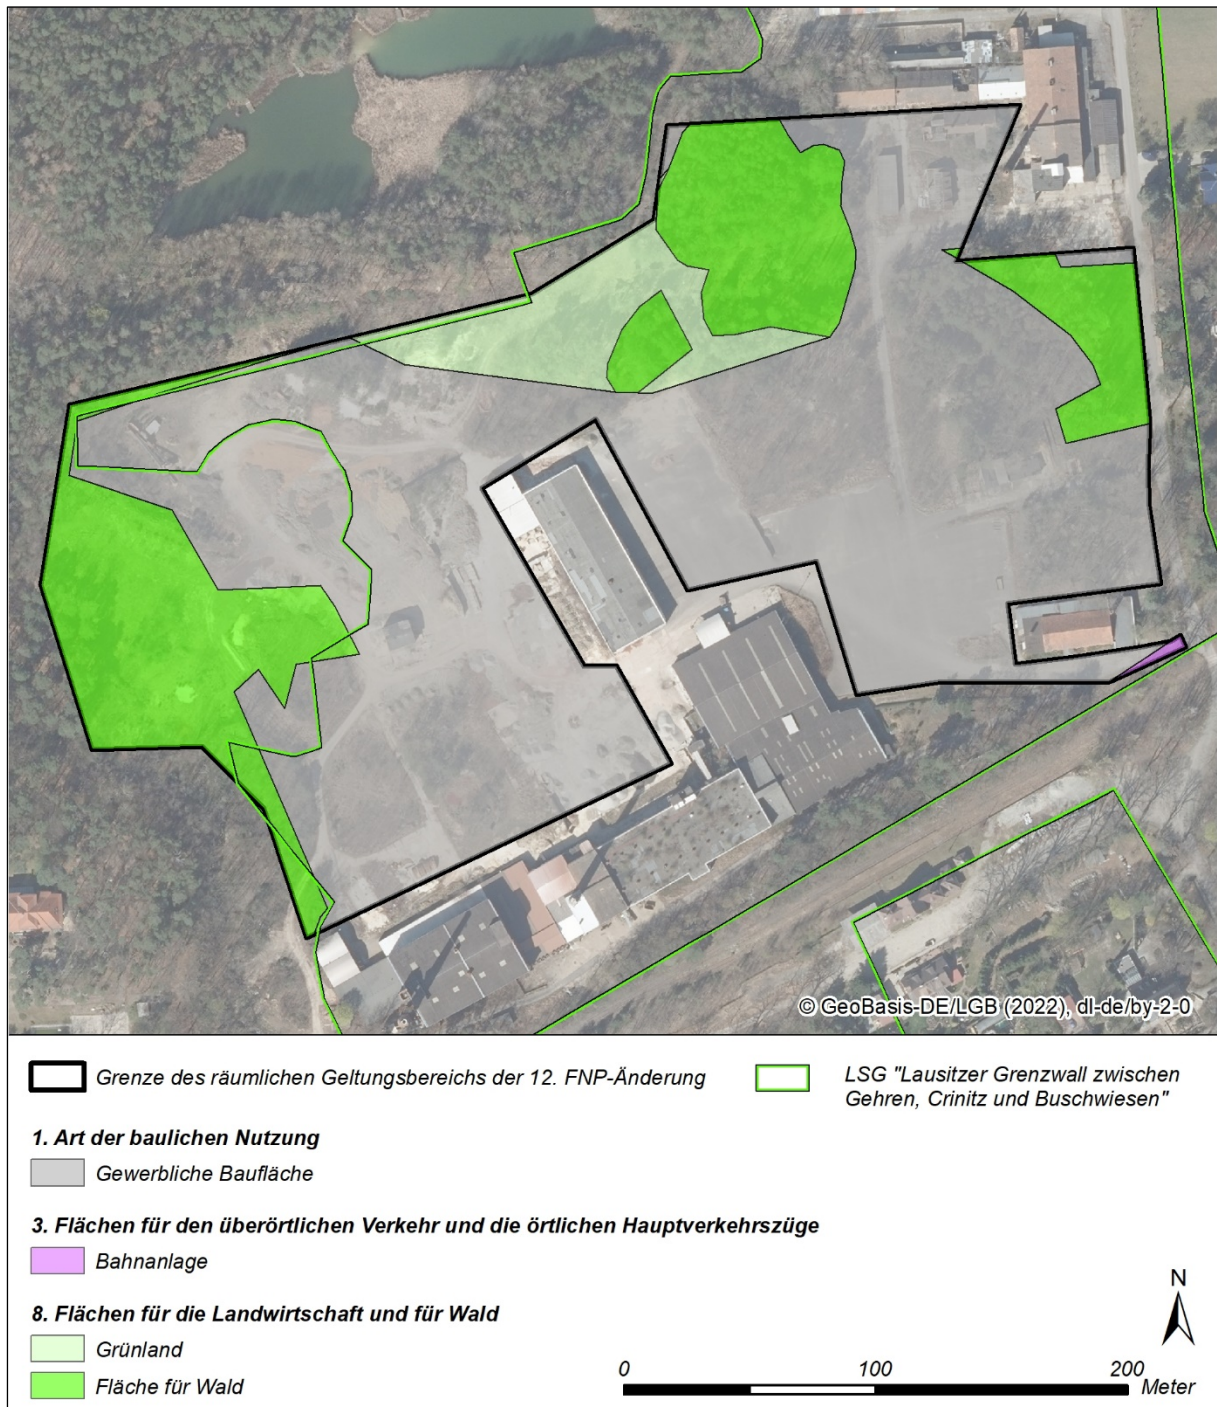 © GeoBasis-DE/LGB (2022), dl-de/by-2-0
Grenze des räumlichen Geltungsbereichs der 12. FNP-Änderung
LSG "Lausitzer Grenzwall zwischen
Gehren, Crinitz und Buschwiesen"
1. Art der baulichen Nutzung
Gewerbliche Baufläche
3. Flächen für den überörtlichen Verkehr und die örtlichen Hauptverkehrszüge
Bahnanlage
8. Flächen für die Landwirtschaft und für Wald
Grünland
Fläche für Wald
N
0 100 200
Meter